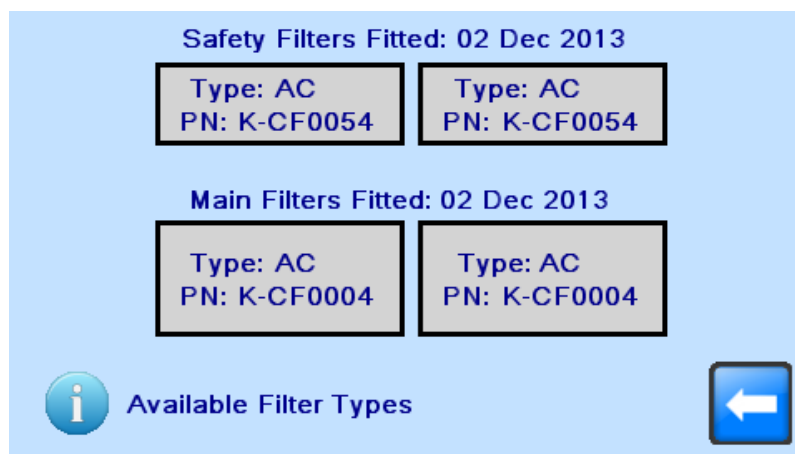 Safety Filters Fitted: 02 Dec 2013
Type: AC
PN: K-CF0054
Type: AC
PN: K-CF0054
Main Filters Fitted: 02 Dec 2013
Type: AC
PN: K-CF0004
Type: AC
PN: K-CF0004
i
Available Filter Types